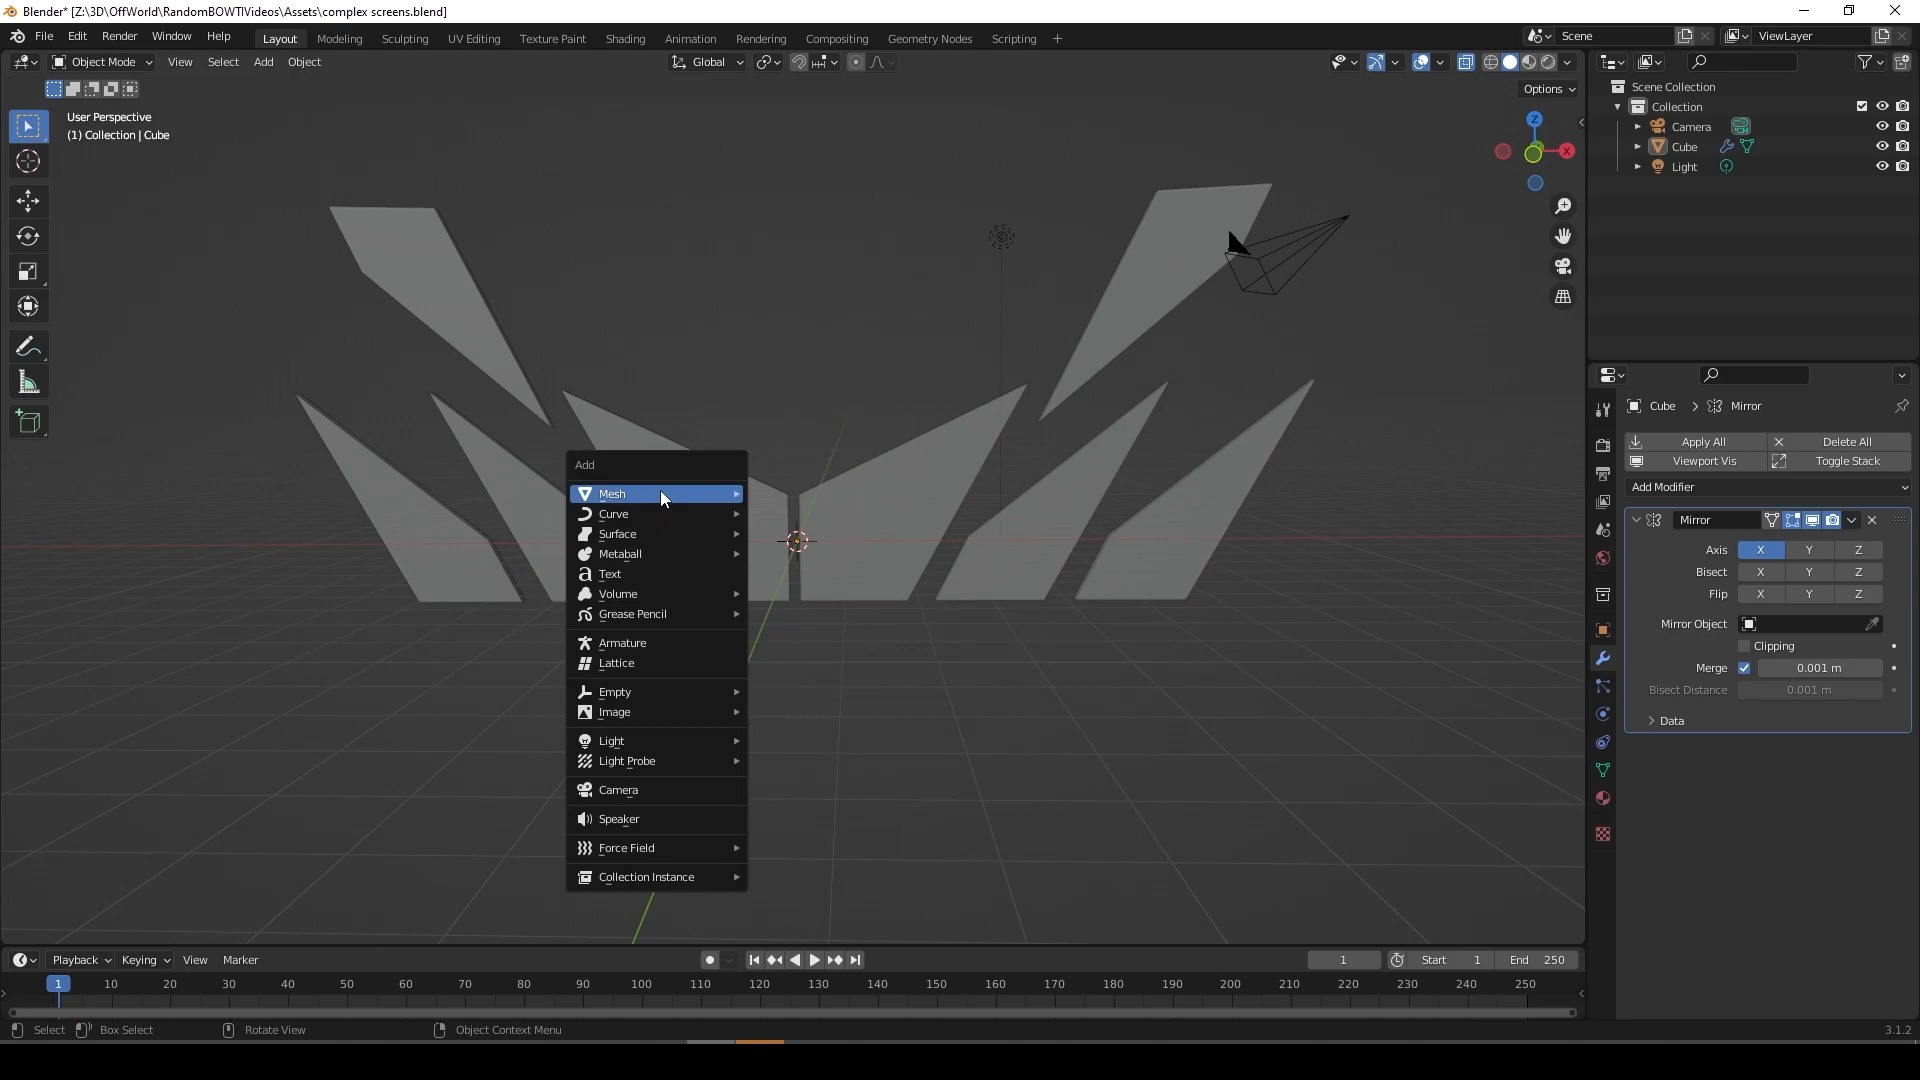 Blender* [Z:\3D\OffWorld\RandomBOWTIVideos\Assets\complex screens.blend]
File Edit Render Window Help Layout Modeling Sculpting UV Editing Texture Paint Shading Animation Rendering Compositing Geometry Nodes Scripting + Scene ViewLayer
Object Mode View Select Add Object Global
Options
User Perspective
(1) Collection | Cube
Z
X
Scene Collection
Collection
Camera
Cube
Light
Add
Mesh
Curve
Surface
Metaball
Text
Volume
Grease Pencil
Armature
Lattice
Empty
Image
Light
Light Probe
Camera
Speaker
Force Field
Collection Instance
Cube > Mirror
Apply All Delete All
Viewport Vis Toggle Stack
Add Modifier
Mirror
Axis X Y Z
Bisect X Y Z
Flip X Y Z
Mirror Object
Clipping
Merge 0.001 m
Bisect Distance 0.001 m
Data
Playback Keying View Marker 1 Start 1 End 250
1 10 20 30 40 50 60 70 80 90 100 110 120 130 140 150 160 170 180 190 200 210 220 230 240 250
Select Box Select Rotate View Object Context Menu 3.1.2